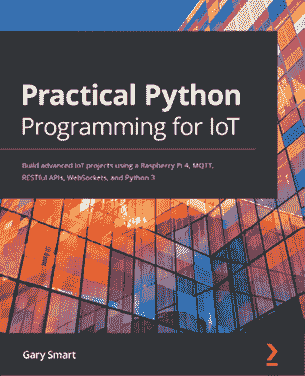 Practical Python
Programming for IoT
Build advanced IoT projects using a Raspberry Pi 4, MQTT,
RESTful APIs, WebSockets, and Python 3
Gary Smart